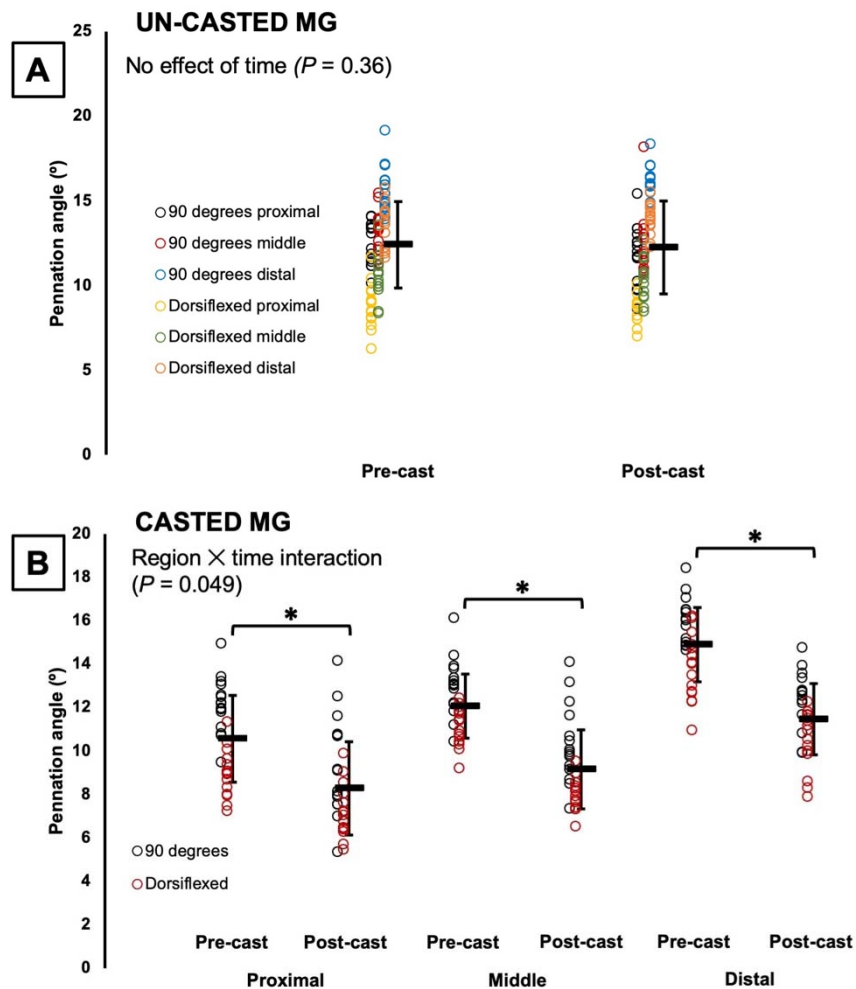 UN-CASTED MG
A
No effect of time (P = 0.36)
25
20
15
10
5
0
Pennation angle (º)
90 degrees proximal
90 degrees middle
90 degrees distal
Dorsiflexed proximal
Dorsiflexed middle
Dorsiflexed distal
Pre-cast Post-cast
CASTED MG
B
Region × time interaction
(P = 0.049)
20
18
16
14
12
10
8
6
4
2
0
Pennation angle (º)
* * *
90 degrees
Dorsiflexed
Pre-cast Post-cast Pre-cast Post-cast Pre-cast Post-cast
Proximal Middle Distal